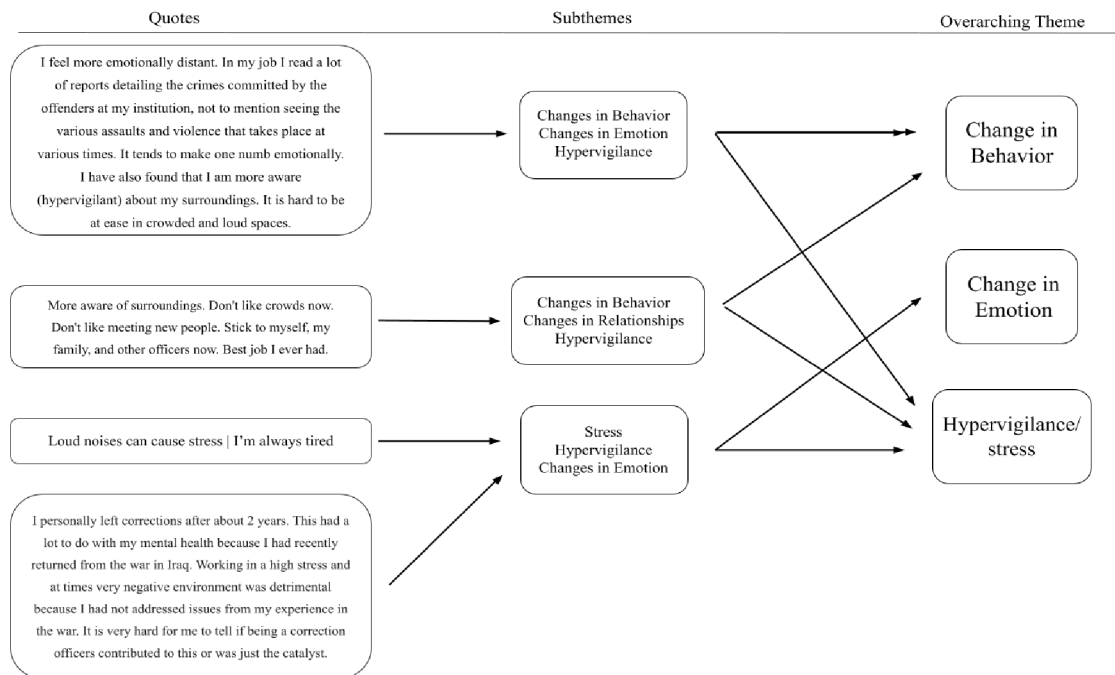 Quotes
Subthemes
Overarching Theme
I feel more emotionally distant. In my job I read a lot
of reports detailing the crimes committed by the
offenders at my institution, not to mention seeing the
various assaults and violence that takes place at
various times. It tends to make one numb emotionally.
I have also found that I am more aware
(hypervigilant) about my surroundings. It is hard to be
at ease in crowded and loud spaces.
Changes in Behavior
Changes in Emotion
Hypervigilance
Change in
Behavior
More aware of surroundings. Don't like crowds now.
Don't like meeting new people. Stick to myself, my
family, and other officers now. Best job I ever had.
Changes in Behavior
Changes in Relationships
Hypervigilance
Change in
Emotion
Loud noises can cause stress | I'm always tired
Stress
Hypervigilance
Changes in Emotion
Hypervigilance/
stress
I personally left corrections after about 2 years. This had a
lot to do with my mental health because I had recently
returned from the war in Iraq. Working in a high stress and
at times very negative environment was detrimental
because I had not addressed issues from my experience in
the war. It is very hard for me to tell if being a correction
officers contributed to this or was just the catalyst.